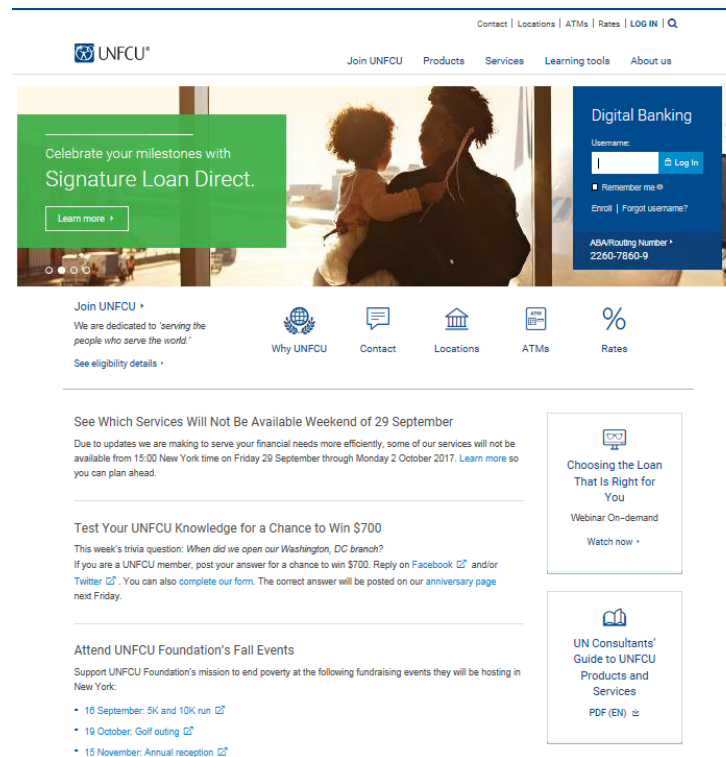 Contact | Locations | ATMs | Rates | LOG IN |
UNFCU®
Join UNFCU Products Services Learning tools About us
Celebrate your milestones with
Signature Loan Direct.
Learn more
Digital Banking
Username:
Log In
Remember me
Enroll | Forgot username?
ABA/Routing Number
2260-7860-9
Join UNFCU
We are dedicated to 'serving the
people who serve the world.'
See eligibility details
Why UNFCU
Contact
Locations
ATM
ATMs
Rates
See Which Services Will Not Be Available Weekend of 29 September
Due to updates we are making to serve your financial needs more efficiently, some of our services will not be
available from 15:00 New York time on Friday 29 September through Monday 2 October 2017. Learn more so
you can plan ahead.
Test Your UNFCU Knowledge for a Chance to Win $700
This week's trivia question: When did we open our Washington, DC branch?
If you are a UNFCU member, post your answer for a chance to win $700. Reply on Facebook and/or
Twitter . You can also complete our form. The correct answer will be posted on our anniversary page
next Friday.
Attend UNFCU Foundation's Fall Events
Support UNFCU Foundation's mission to end poverty at the following fundraising events they will be hosting in
New York:
16 September: 5K and 10K run
19 October: Golf outing
15 November: Annual reception
Choosing the Loan
That Is Right for
You
Webinar On-demand
Watch now
UN Consultants'
Guide to UNFCU
Products and
Services
PDF (EN)